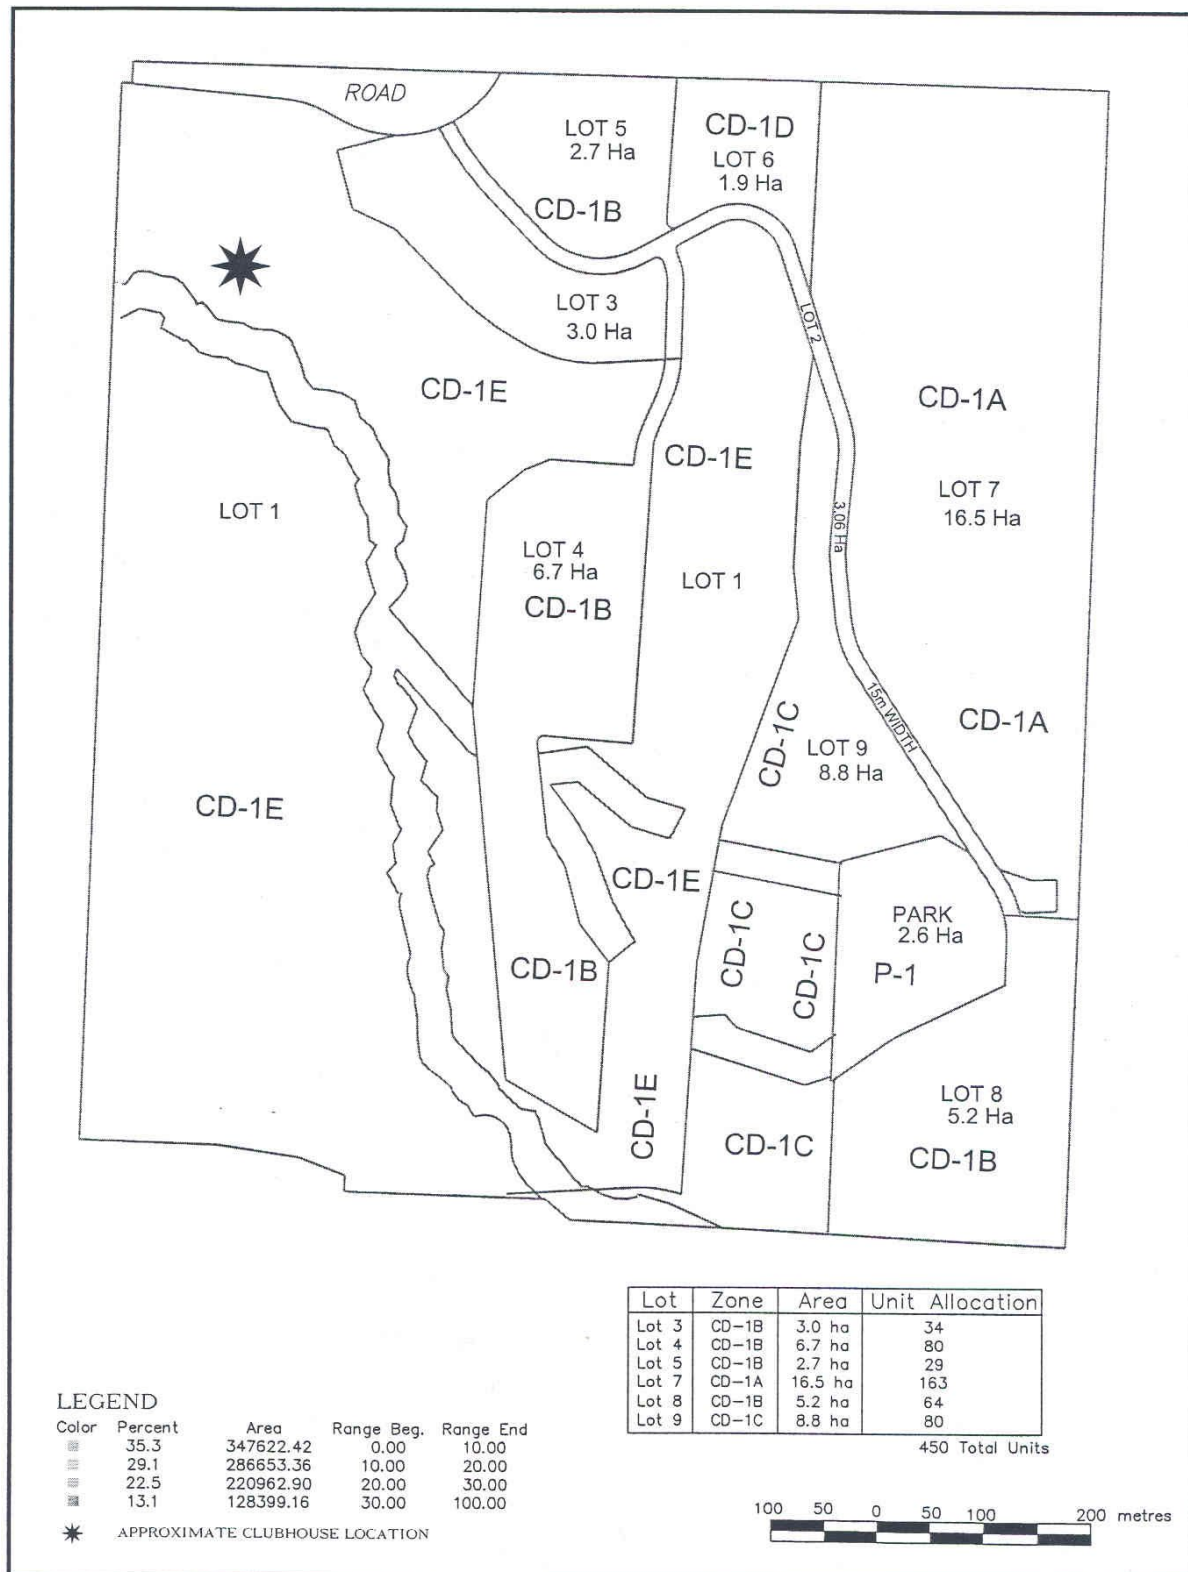 ROAD
LOT 5
2.7 Ha
CD-1B
CD-1D
LOT 6
1.9 Ha
LOT 3
3.0 Ha
LOT 2
CD-1E
CD-1A
CD-1E
LOT 7
16.5 Ha
LOT 1
3.06 Ha
LOT 4
6.7 Ha
CD-1B
LOT 1
15m WIDTH
CD-1A
CD-1C
LOT 9
8.8 Ha
CD-1E
CD-1E
PARK
2.6 Ha
P-1
CD-1C
CD-1C
CD-1B
CD-1E
LOT 8
5.2 Ha
CD-1C
CD-1B
Lot Zone Area Unit Allocation
Lot 3 CD-1B 3.0 ha 34
Lot 4 CD-1B 6.7 ha 80
Lot 5 CD-1B 2.7 ha 29
Lot 7 CD-1A 16.5 ha 163
Lot 8 CD-1B 5.2 ha 64
Lot 9 CD-1C 8.8 ha 80
450 Total Units
LEGEND
Color Percent Area Range Beg. Range End
35.3 347622.42 0.00 10.00
29.1 286653.36 10.00 20.00
22.5 220962.90 20.00 30.00
13.1 128399.16 30.00 100.00
APPROXIMATE CLUBHOUSE LOCATION
100 50 0 50 100 200 metres